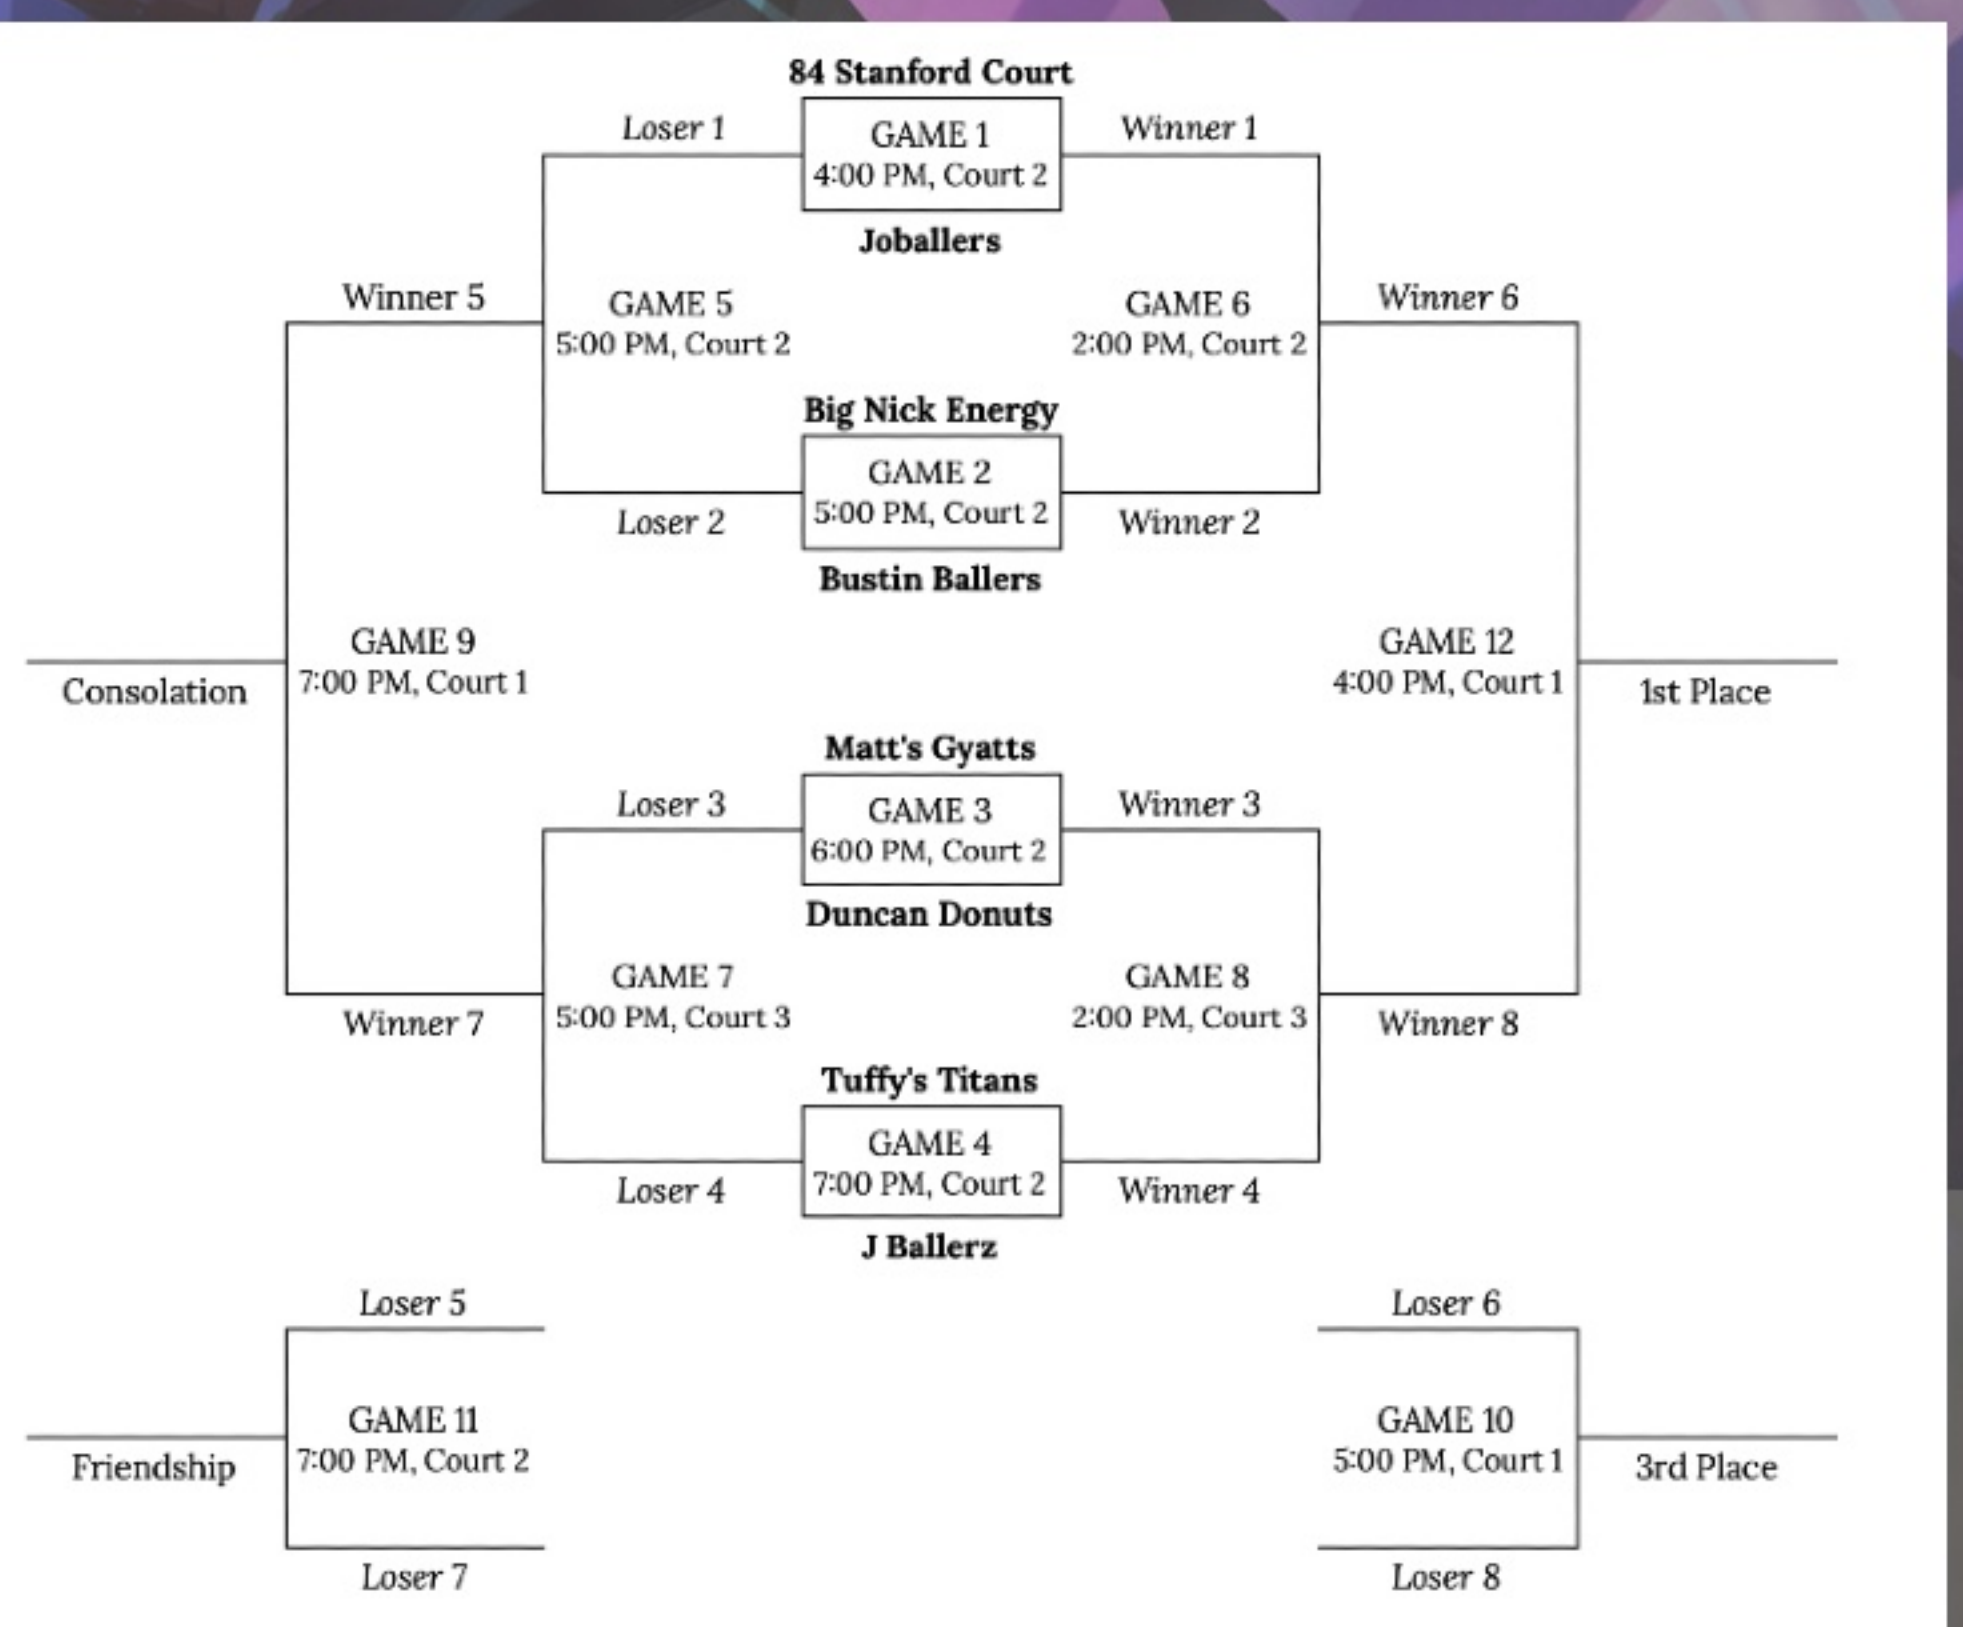 84 Stanford Court
Loser 1
GAME 1
4:00 PM, Court 2
Winner 1
Joballers
Winner 5
GAME 5
5:00 PM, Court 2
GAME 6
2:00 PM, Court 2
Winner 6
Big Nick Energy
GAME 2
5:00 PM, Court 2
Loser 2
Winner 2
Bustin Ballers
Consolation
GAME 9
7:00 PM, Court 1
GAME 12
4:00 PM, Court 1
1st Place
Matt's Gyatts
Loser 3
GAME 3
6:00 PM, Court 2
Winner 3
Duncan Donuts
Winner 7
GAME 7
5:00 PM, Court 3
GAME 8
2:00 PM, Court 3
Winner 8
Tuffy's Titans
Loser 4
GAME 4
7:00 PM, Court 2
Winner 4
J Ballerz
Loser 5
GAME 11
7:00 PM, Court 2
Friendship
Loser 7
Loser 6
GAME 10
5:00 PM, Court 1
3rd Place
Loser 8